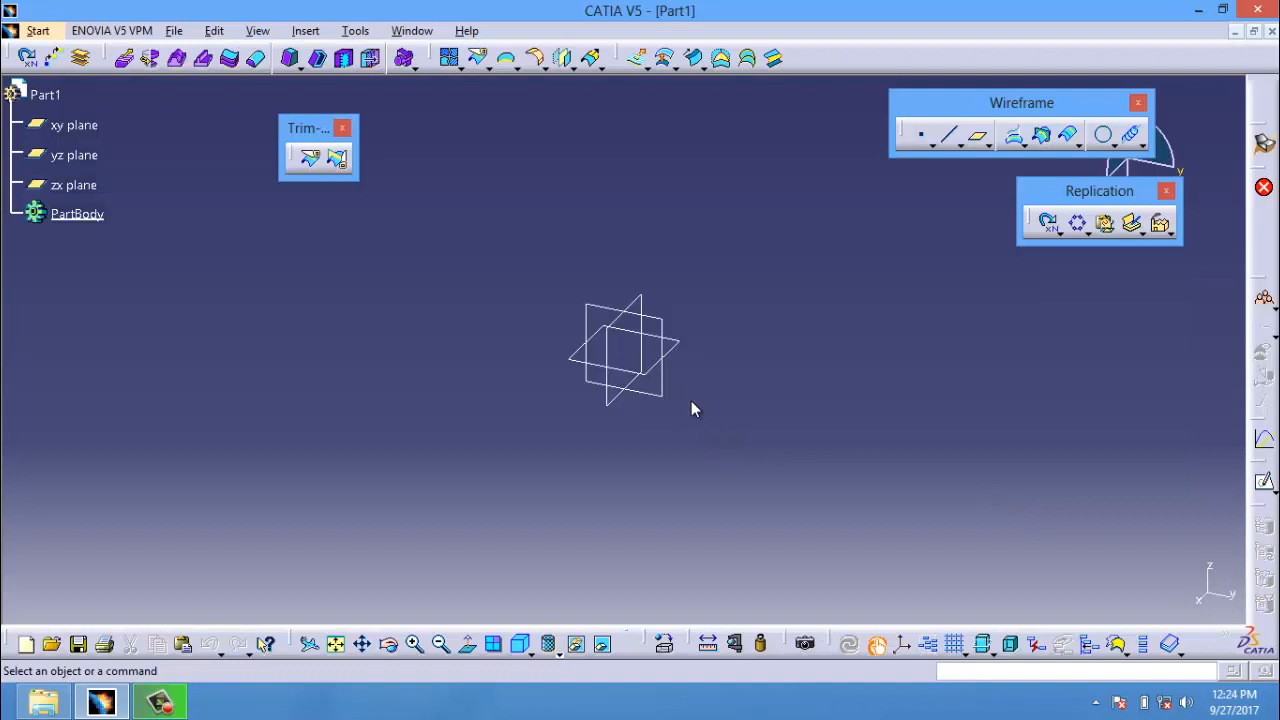 CATIA V5 - [Part1]
Start ENOVIA V5 VPM File Edit View Insert Tools Window Help
Part1
xy plane
yz plane
zx plane
PartBody
Trim-...
Wireframe
y
Replication
z
x y
CATIA
Select an object or a command
12:24 PM
9/27/2017